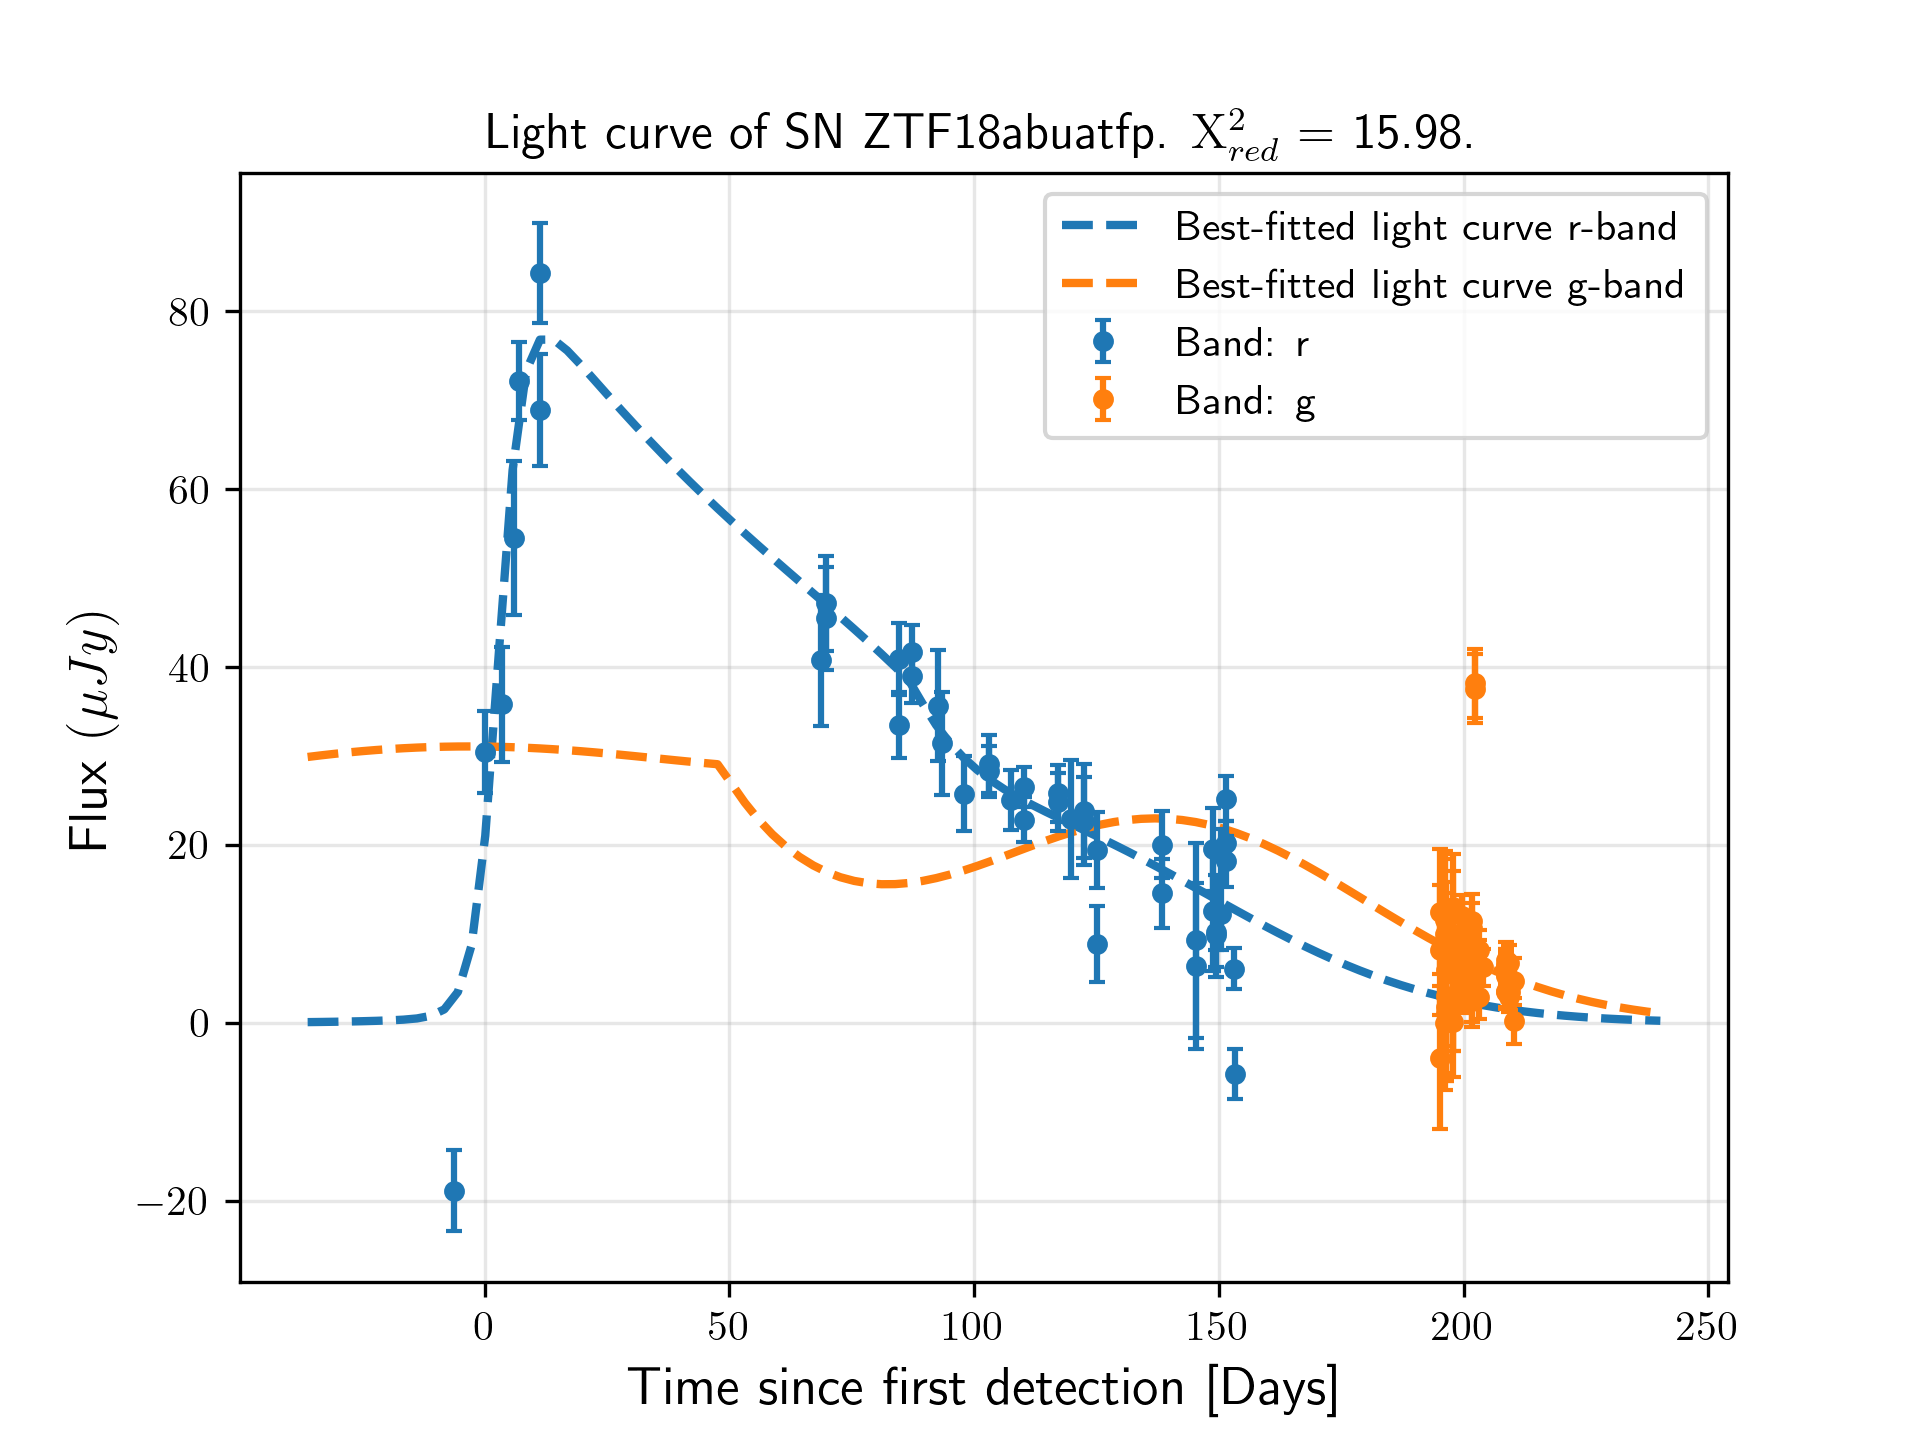 Light curve of SN ZTF18abuatfp. X²_red = 15.98.
Best-fitted light curve r-band
Best-fitted light curve g-band
Band: r
Band: g
80
60
40
20
0
−20
Flux (μJy)
0 50 100 150 200 250
Time since first detection [Days]